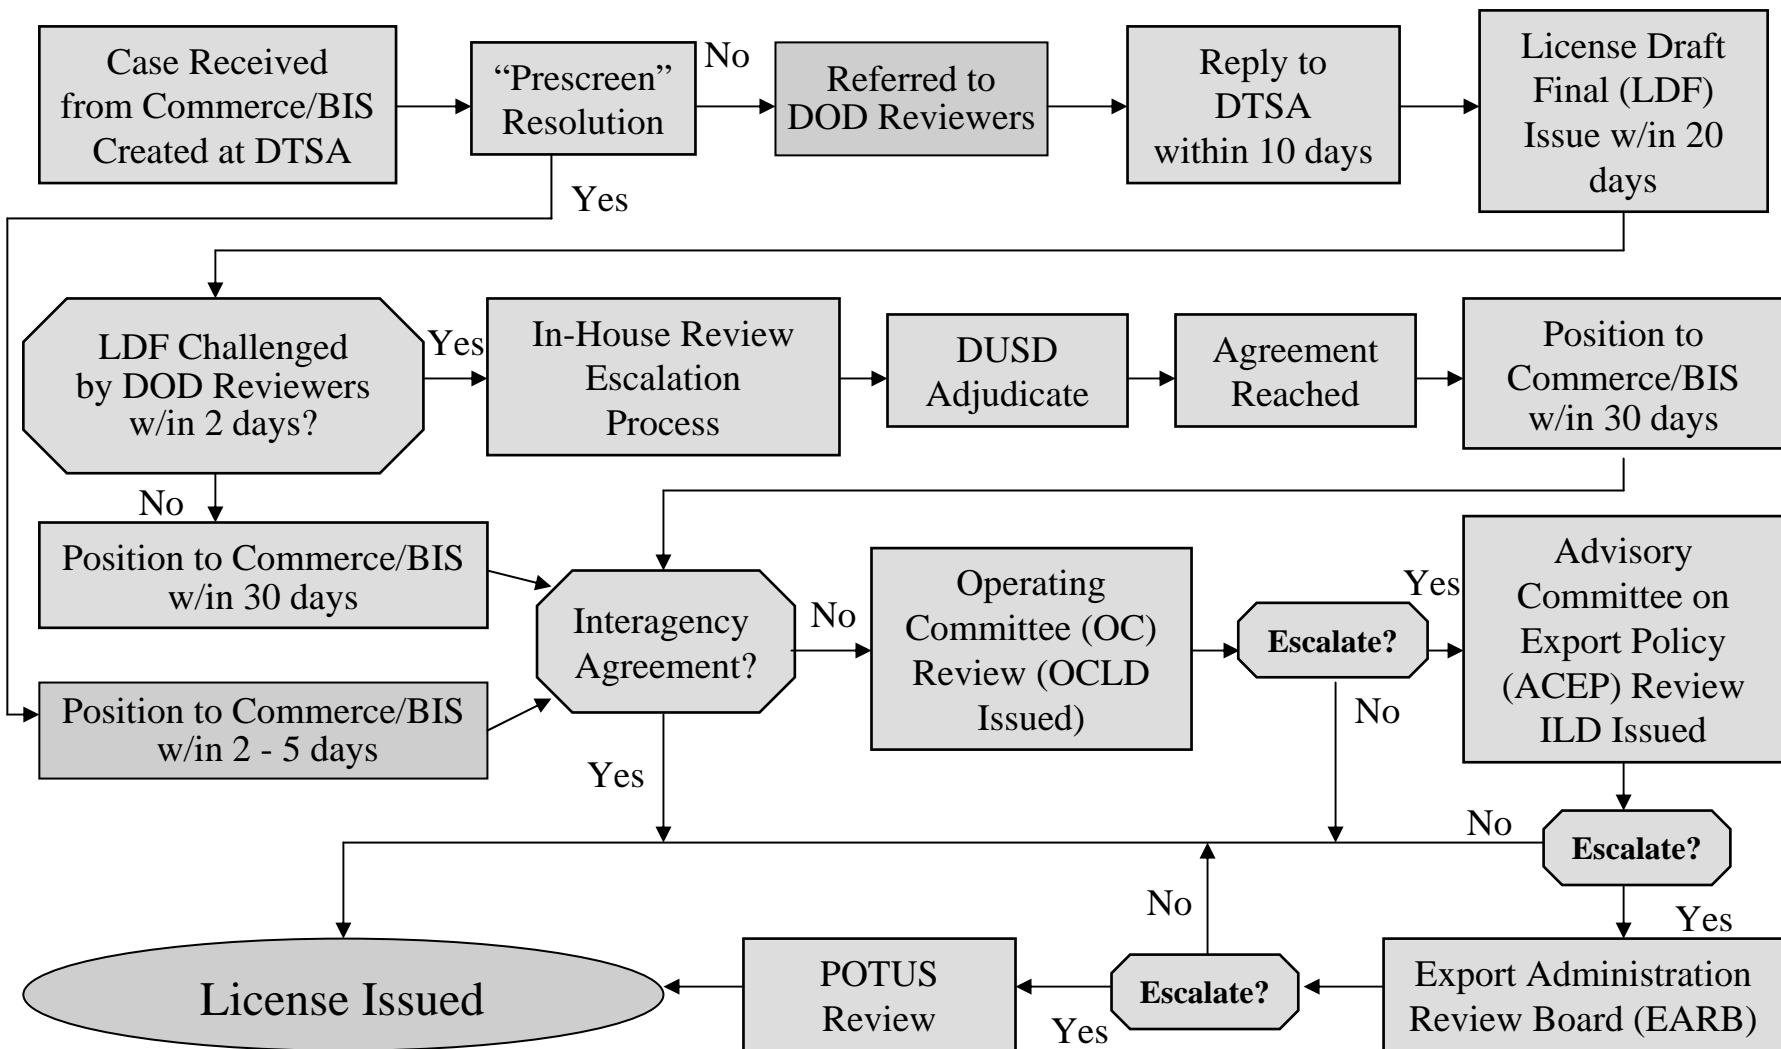 Case Received
from Commerce/BIS
Created at DTSA
“Prescreen”
Resolution
No
Yes
Referred to
DOD Reviewers
Reply to
DTSA
within 10 days
License Draft
Final (LDF)
Issue w/in 20
days
LDF Challenged
by DOD Reviewers
w/in 2 days?
Yes
No
In-House Review
Escalation
Process
DUSD
Adjudicate
Agreement
Reached
Position to
Commerce/BIS
w/in 30 days
Position to Commerce/BIS
w/in 30 days
Position to Commerce/BIS
w/in 2 - 5 days
Interagency
Agreement?
No
Yes
Operating
Committee (OC)
Review (OCLD
Issued)
Escalate?
Yes
No
Advisory
Committee on
Export Policy
(ACEP) Review
ILD Issued
Escalate?
No
Yes
Export Administration
Review Board (EARB)
Escalate?
No
Yes
POTUS
Review
License Issued